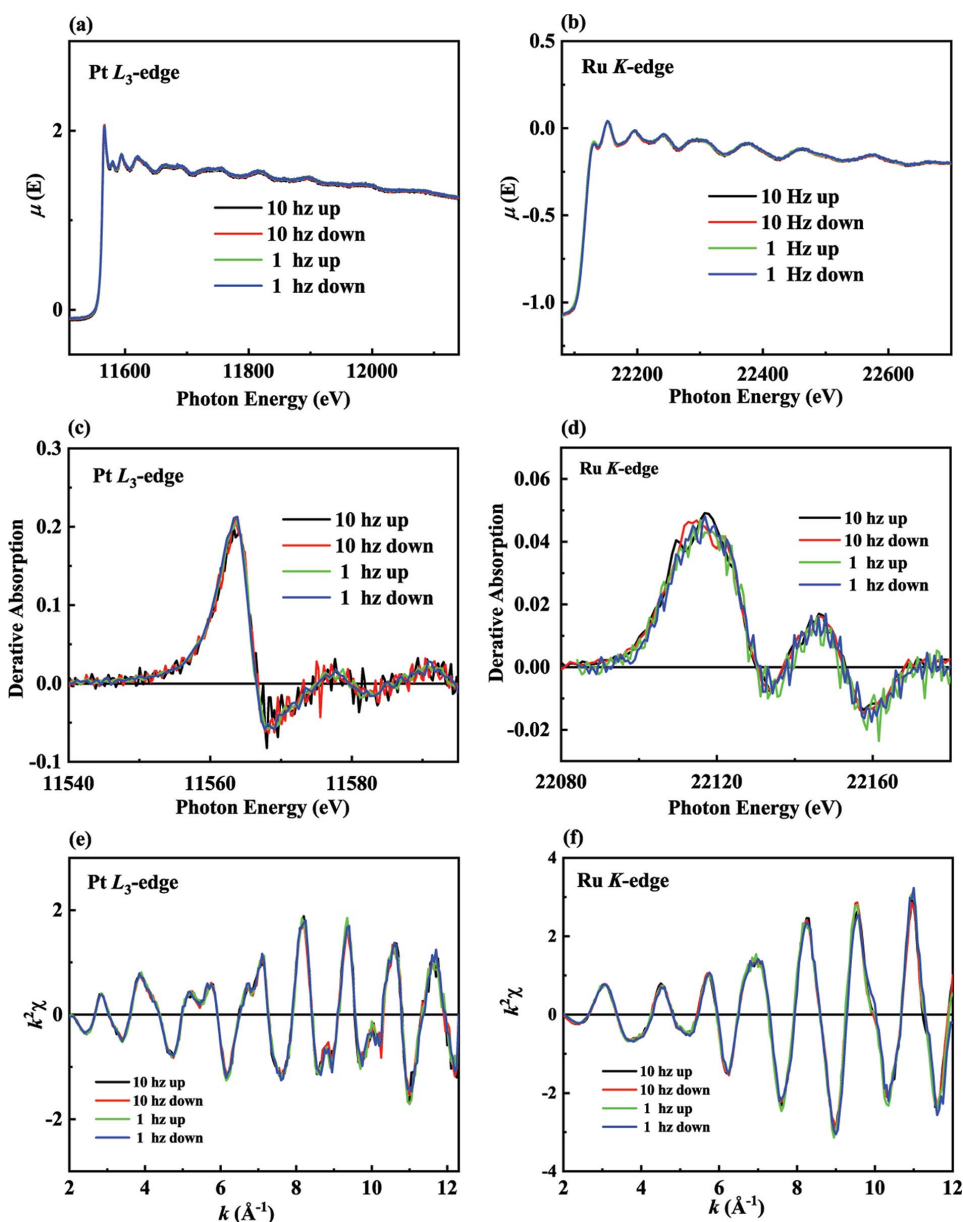 (a)
Pt L3-edge
2
0
μ (E)
10 hz up
10 hz down
1 hz up
1 hz down
11600
11800
12000
Photon Energy (eV)
(b)
Ru K-edge
0.5
0.0
-0.5
-1.0
μ (E)
10 Hz up
10 Hz down
1 Hz up
1 Hz down
22200
22400
22600
Photon Energy (eV)
(c)
Pt L3-edge
0.3
0.2
0.1
0.0
-0.1
Derative Absorption
10 hz up
10 hz down
1 hz up
1 hz down
11540
11560
11580
Photon Energy (eV)
(d)
Ru K-edge
0.06
0.04
0.02
0.00
-0.02
Derative Absorption
10 hz up
10 hz down
1 hz up
1 hz down
22080
22120
22160
Photon Energy (eV)
(e)
Pt L3-edge
2
0
-2
k²χ
10 hz up
10 hz down
1 hz up
1 hz down
2 4 6 8 10 12
k (Å⁻¹)
(f)
Ru K-edge
4
2
0
-2
-4
k²χ
10 hz up
10 hz down
1 hz up
1 hz down
2 4 6 8 10 12
k (Å⁻¹)